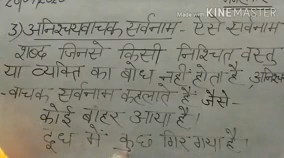 3) अनिश्चयवाचक सर्वनाम - ऐसे सर्वनाम
शब्द जिनसे किसी निश्चित वस्तु
या व्यक्ति का बोध नही होता है अनिश्चय
-वाचक सर्वनाम कहलाते हैं। जैसे-
कोई बाहर आया है।
दूध में कुछ गिर गया है।